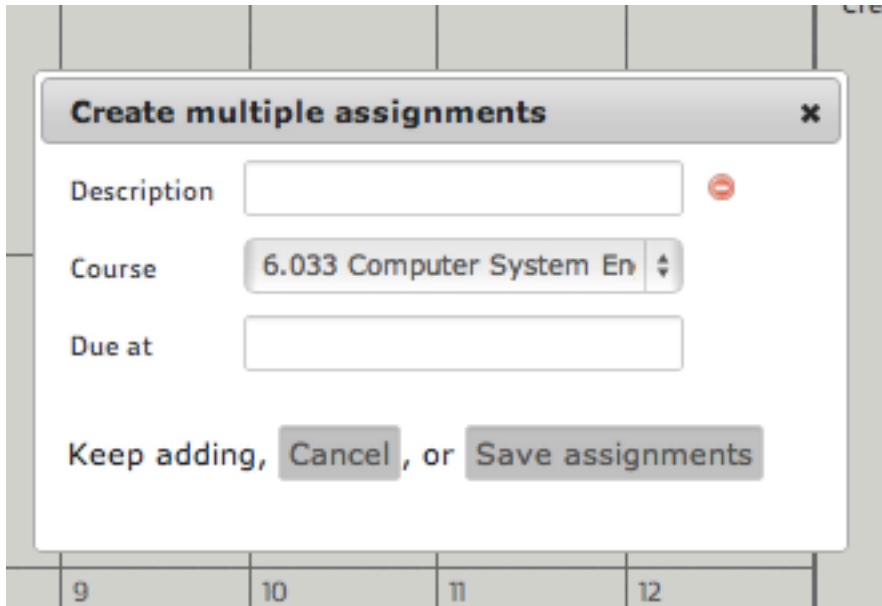 Cre
Create multiple assignments
Description
Course
6.033 Computer System En
Due at
Keep adding, Cancel, or Save assignments
9
10
11
12